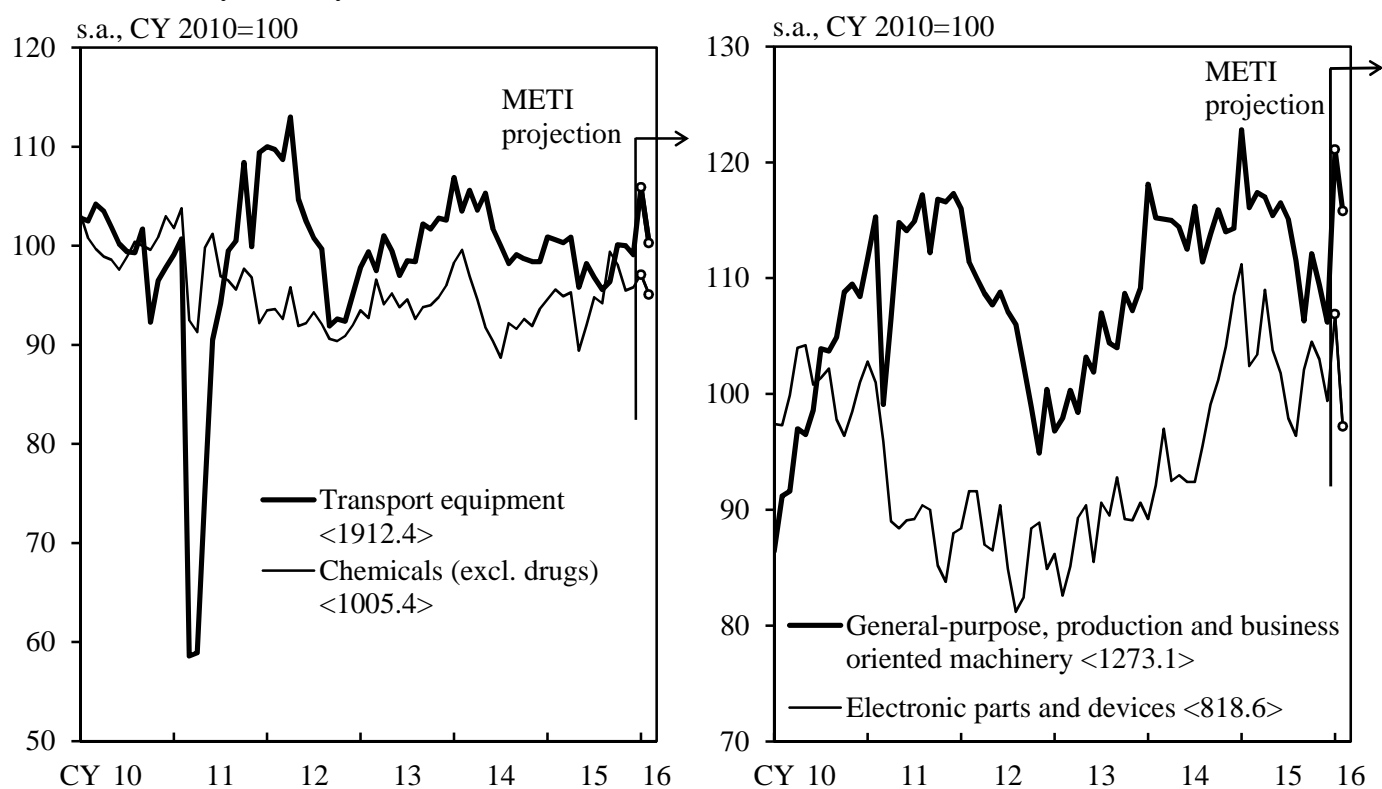 s.a., CY 2010=100
120
110
100
90
80
70
60
50
METI
projection
Transport equipment
<1912.4>
Chemicals (excl. drugs)
<1005.4>
CY 10 11 12 13 14 15 16
s.a., CY 2010=100
130
120
110
100
90
80
70
METI
projection
General-purpose, production and business
oriented machinery <1273.1>
Electronic parts and devices <818.6>
CY 10 11 12 13 14 15 16